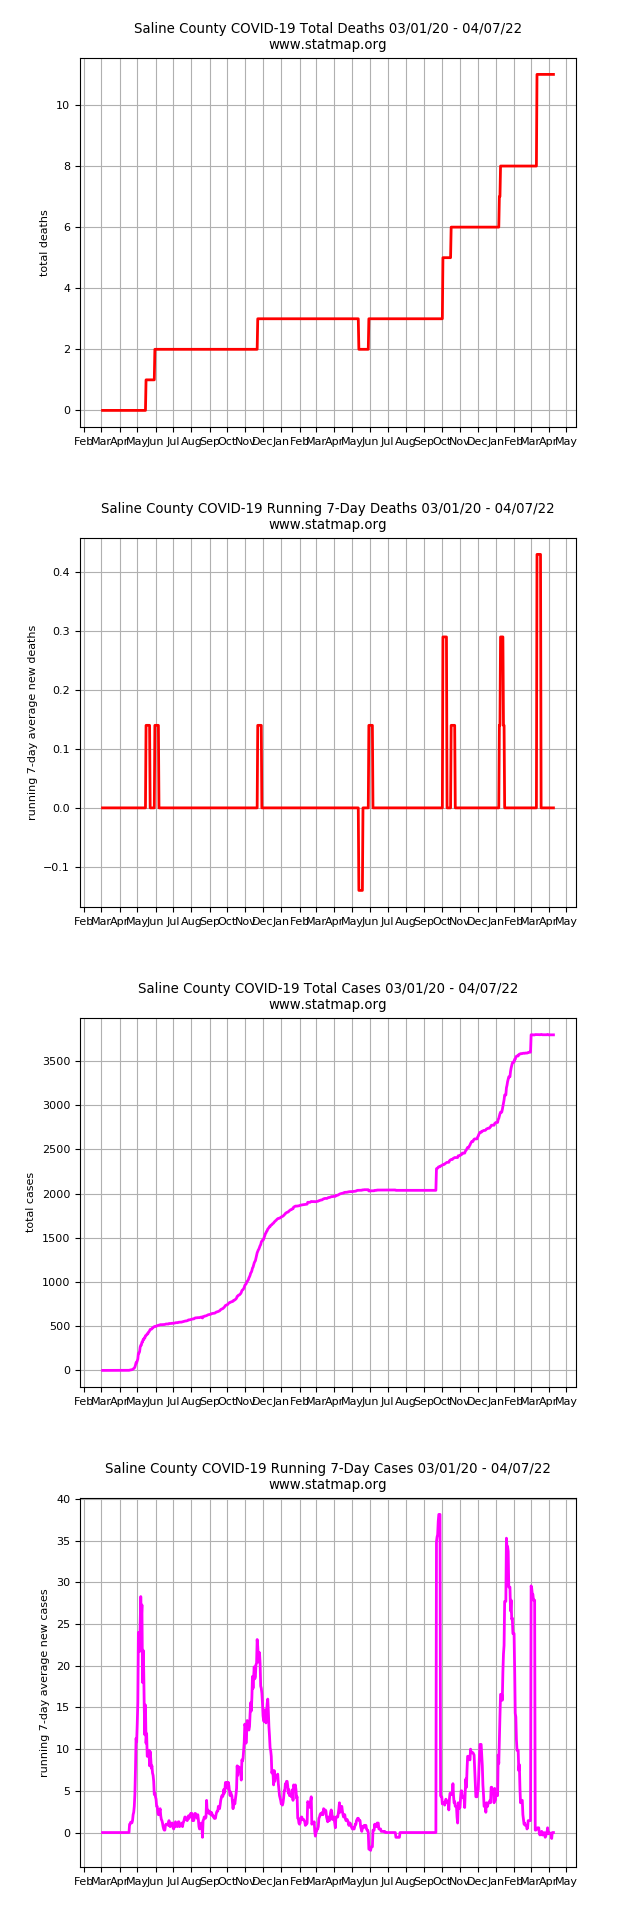 Saline County COVID-19 Total Deaths 03/01/20 - 04/07/22
www.statmap.org
10
8
6
4
2
0
total deaths
Feb Mar Apr May Jun Jul Aug Sep Oct Nov Dec Jan Feb Mar Apr May Jun Jul Aug Sep Oct Nov Dec Jan Feb Mar Apr May
Saline County COVID-19 Running 7-Day Deaths 03/01/20 - 04/07/22
www.statmap.org
0.4
0.3
0.2
0.1
0.0
−0.1
running 7-day average new deaths
Feb Mar Apr May Jun Jul Aug Sep Oct Nov Dec Jan Feb Mar Apr May Jun Jul Aug Sep Oct Nov Dec Jan Feb Mar Apr May
Saline County COVID-19 Total Cases 03/01/20 - 04/07/22
www.statmap.org
3500
3000
2500
2000
1500
1000
500
0
total cases
Feb Mar Apr May Jun Jul Aug Sep Oct Nov Dec Jan Feb Mar Apr May Jun Jul Aug Sep Oct Nov Dec Jan Feb Mar Apr May
Saline County COVID-19 Running 7-Day Cases 03/01/20 - 04/07/22
www.statmap.org
40
35
30
25
20
15
10
5
0
running 7-day average new cases
Feb Mar Apr May Jun Jul Aug Sep Oct Nov Dec Jan Feb Mar Apr May Jun Jul Aug Sep Oct Nov Dec Jan Feb Mar Apr May